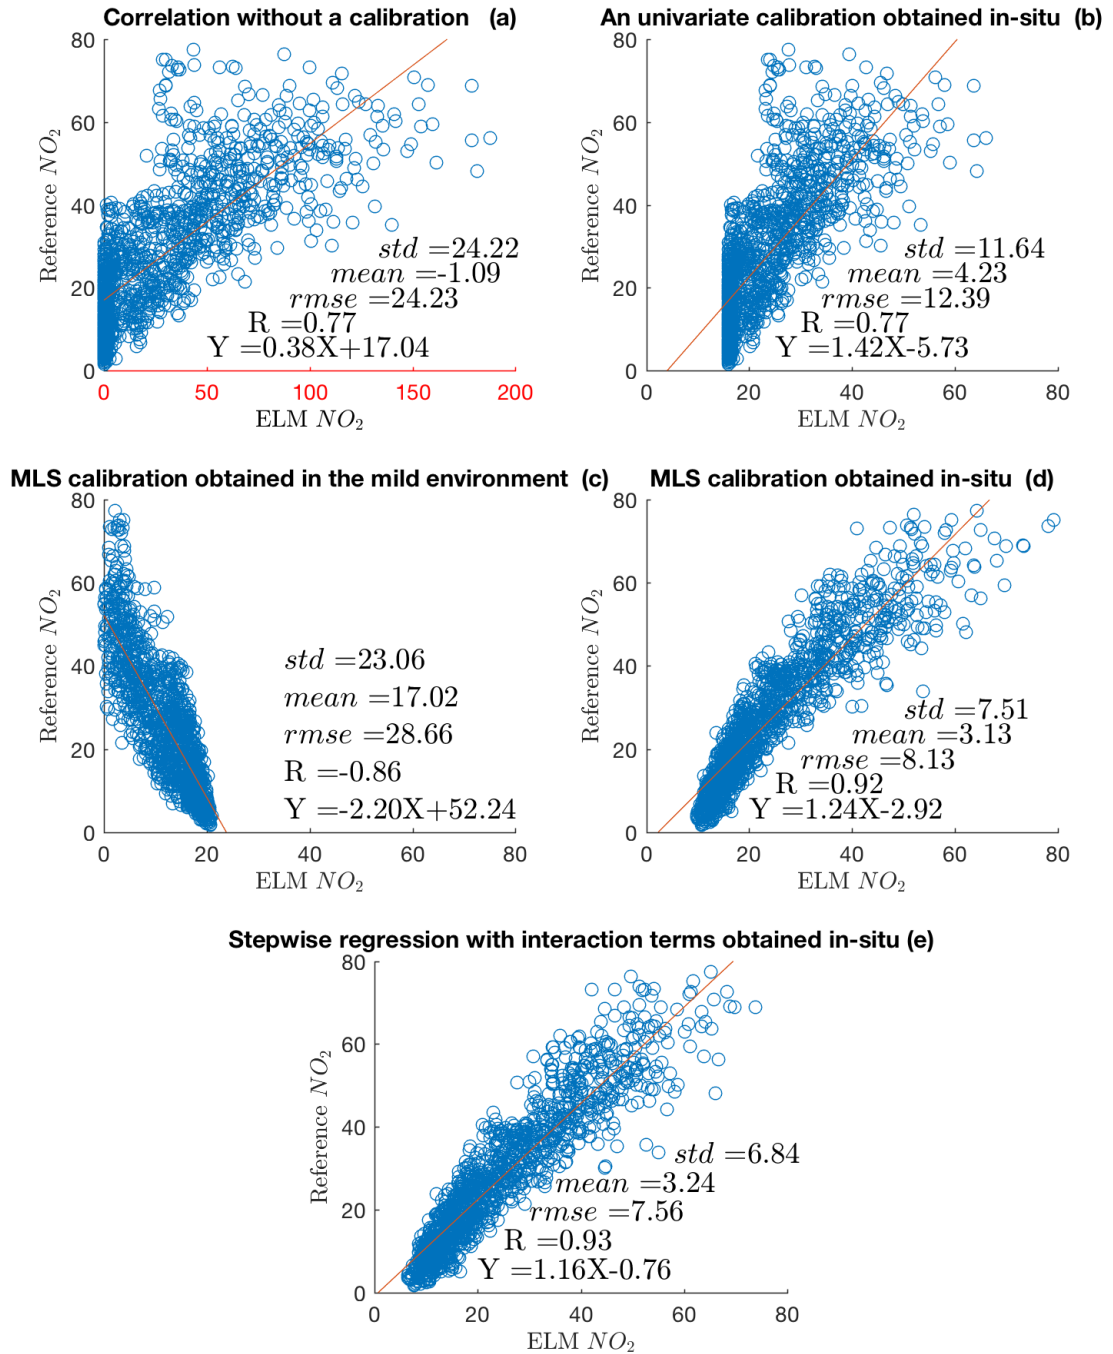 Correlation without a calibration (a)
80
60
40
20
0
Reference NO2
std =24.22
mean =-1.09
rmse =24.23
R =0.77
Y =0.38X+17.04
0 50 100 150 200
ELM NO2
An univariate calibration obtained in-situ (b)
80
60
40
20
0
Reference NO2
std =11.64
mean =4.23
rmse =12.39
R =0.77
Y =1.42X-5.73
0 20 40 60 80
ELM NO2
MLS calibration obtained in the mild environment (c)
80
60
40
20
0
Reference NO2
std =23.06
mean =17.02
rmse =28.66
R =-0.86
Y =-2.20X+52.24
0 20 40 60 80
ELM NO2
MLS calibration obtained in-situ (d)
80
60
40
20
0
Reference NO2
std =7.51
mean =3.13
rmse =8.13
R =0.92
Y =1.24X-2.92
0 20 40 60 80
ELM NO2
Stepwise regression with interaction terms obtained in-situ (e)
80
60
40
20
0
Reference NO2
std =6.84
mean =3.24
rmse =7.56
R =0.93
Y =1.16X-0.76
0 20 40 60 80
ELM NO2